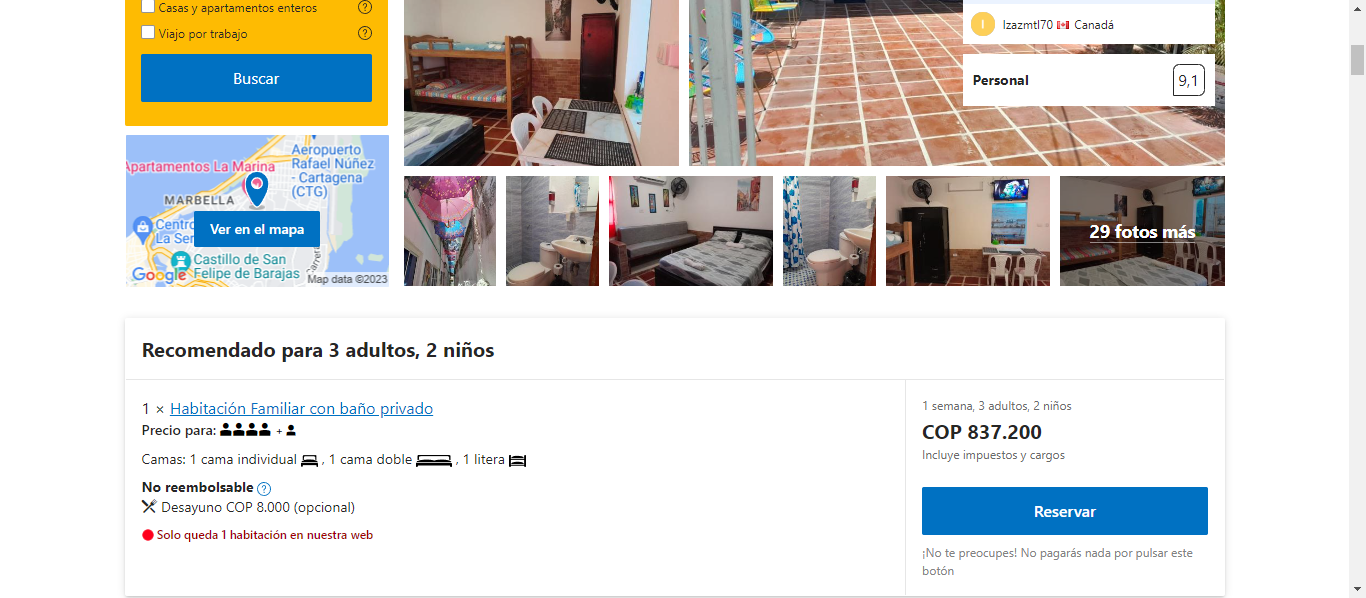 Casas y apartamentos enteros
Viajo por trabajo
Buscar
Izazmtl70 Canadá
Personal 9,1
Apartamentos La Marina
Aeropuerto
Rafael Núñez
- Cartagena
(CTG)
MARBELLA
Ver en el mapa
Castillo de San
Felipe de Barajas
Google
Map data ©2023
29 fotos más
Recomendado para 3 adultos, 2 niños
1 × Habitación Familiar con baño privado
Precio para: +
Camas: 1 cama individual , 1 cama doble , 1 litera
No reembolsable
Desayuno COP 8.000 (opcional)
Solo queda 1 habitación en nuestra web
1 semana, 3 adultos, 2 niños
COP 837.200
Incluye impuestos y cargos
Reservar
¡No te preocupes! No pagarás nada por pulsar este
botón